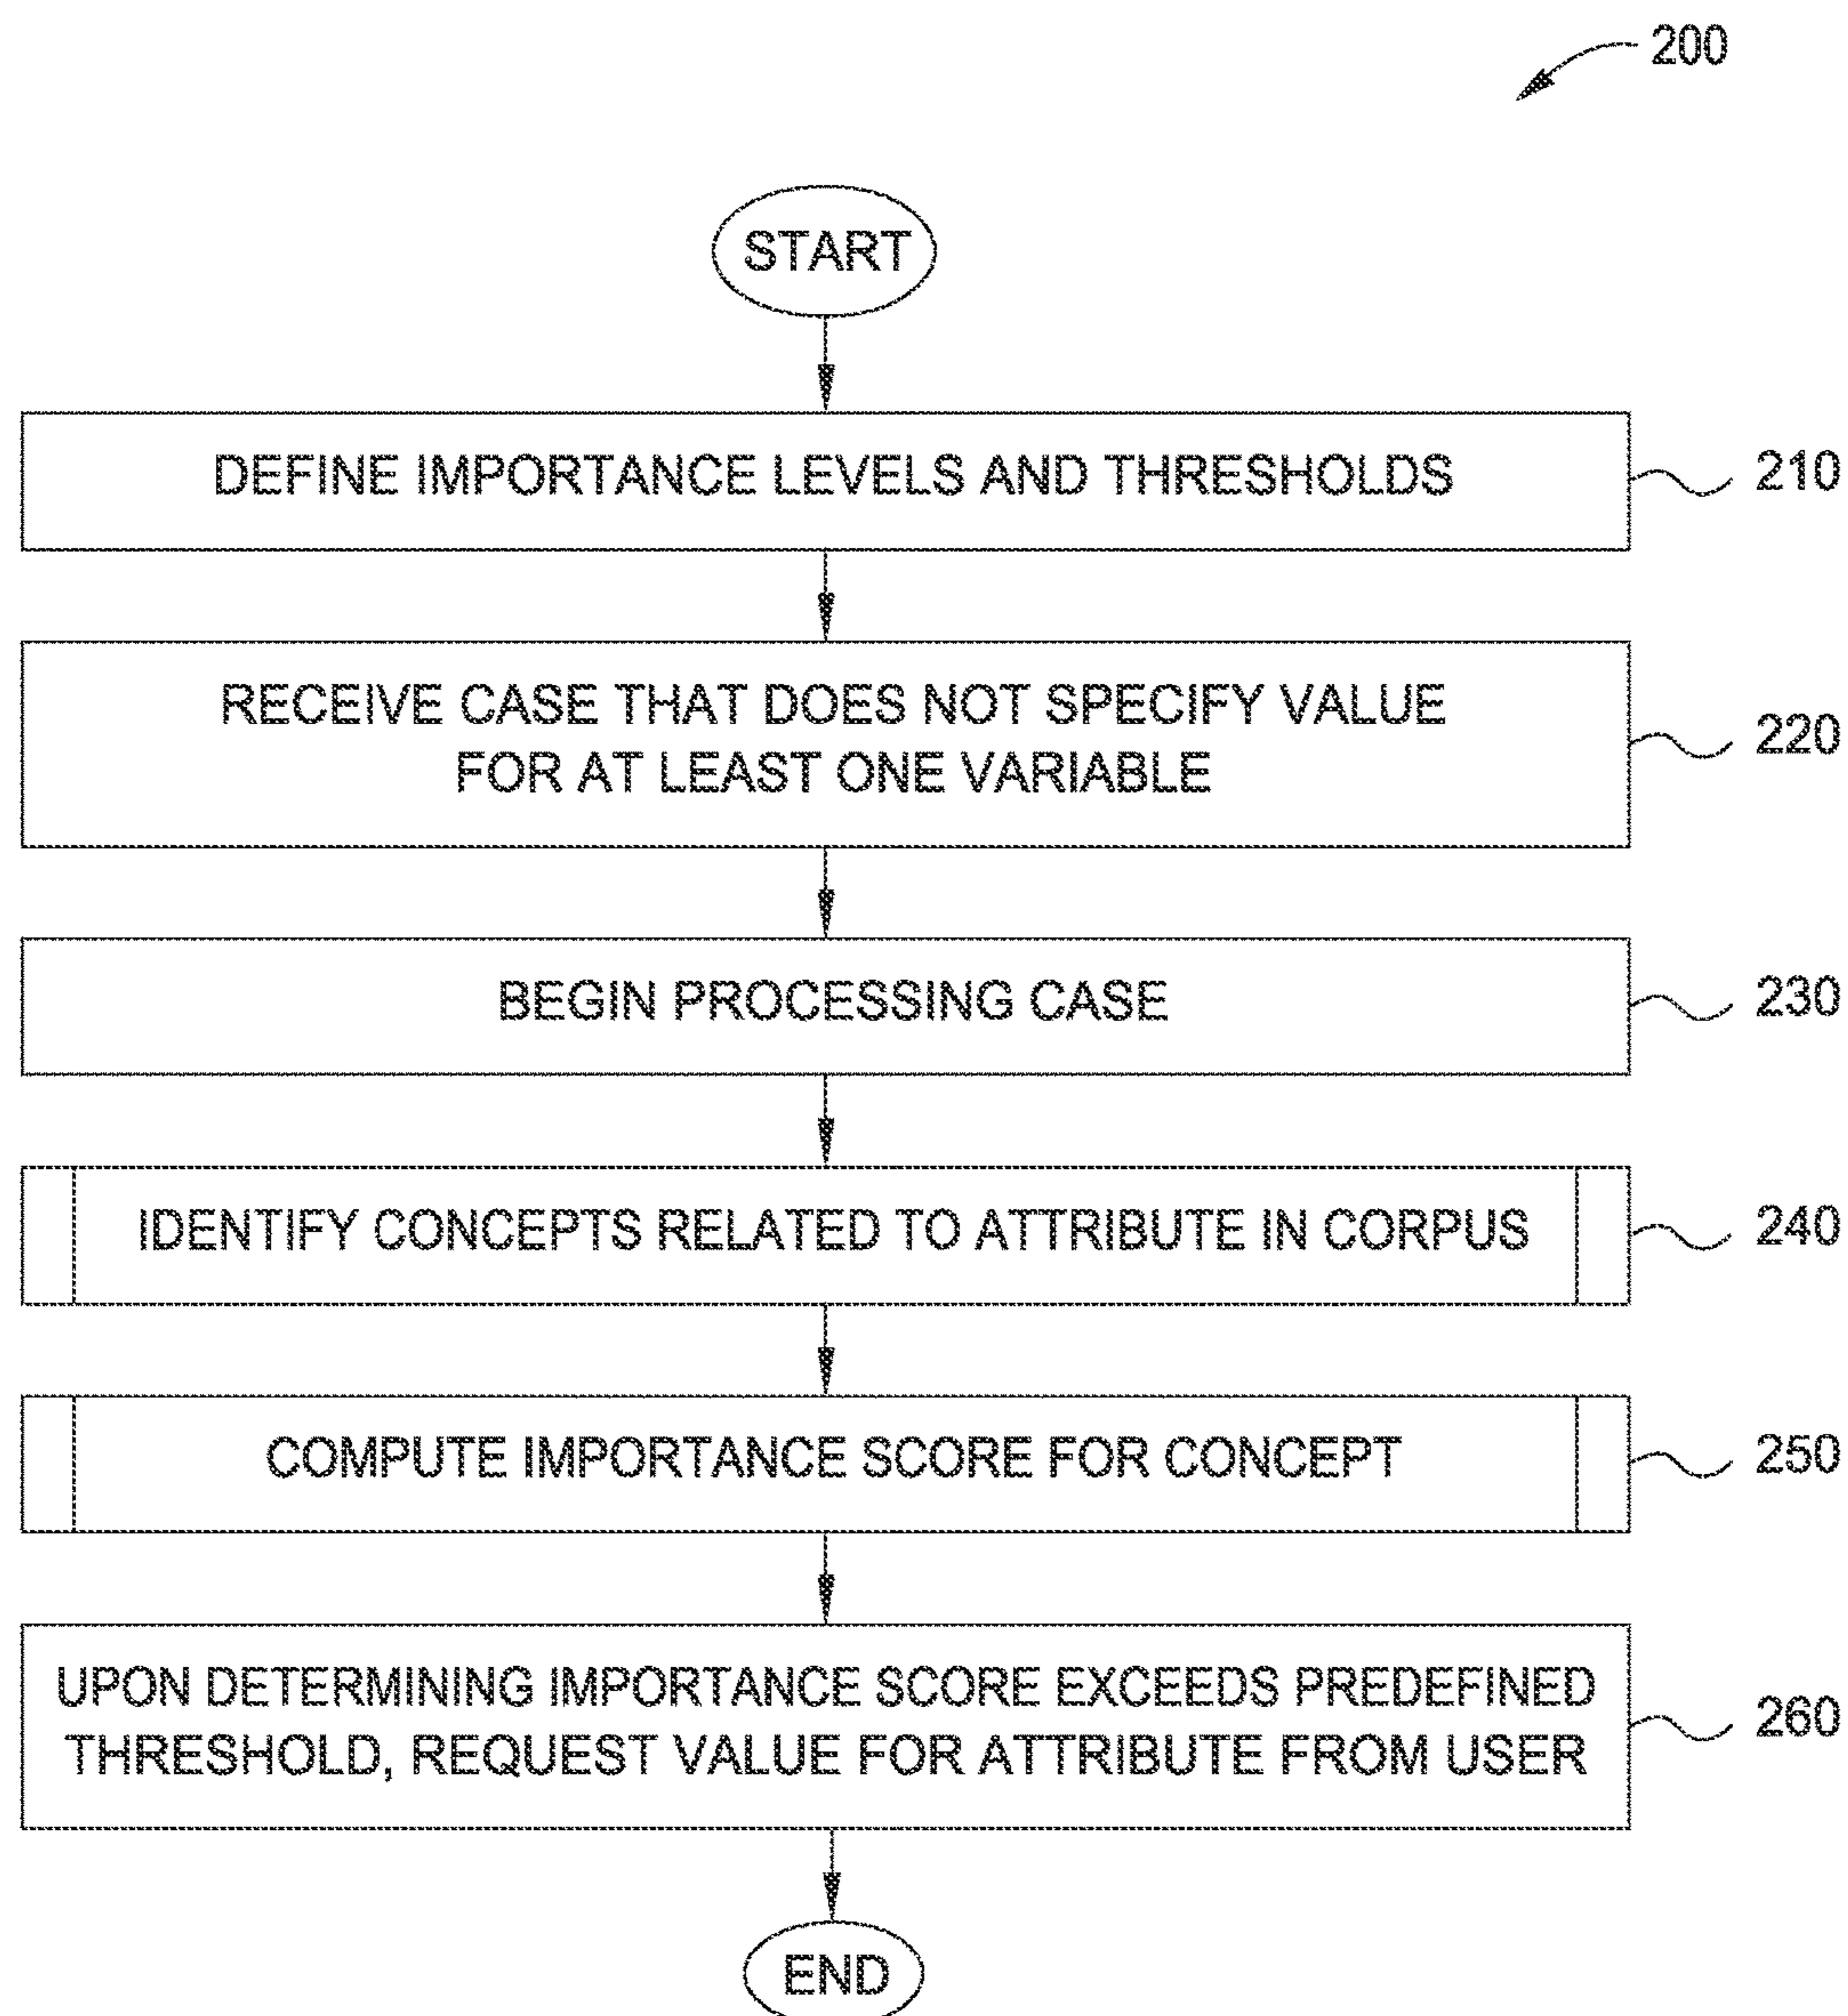 200
START
DEFINE IMPORTANCE LEVELS AND THRESHOLDS
210
RECEIVE CASE THAT DOES NOT SPECIFY VALUE
FOR AT LEAST ONE VARIABLE
220
BEGIN PROCESSING CASE
230
IDENTIFY CONCEPTS RELATED TO ATTRIBUTE IN CORPUS
240
COMPUTE IMPORTANCE SCORE FOR CONCEPT
250
UPON DETERMINING IMPORTANCE SCORE EXCEEDS PREDEFINED
THRESHOLD, REQUEST VALUE FOR ATTRIBUTE FROM USER
260
END